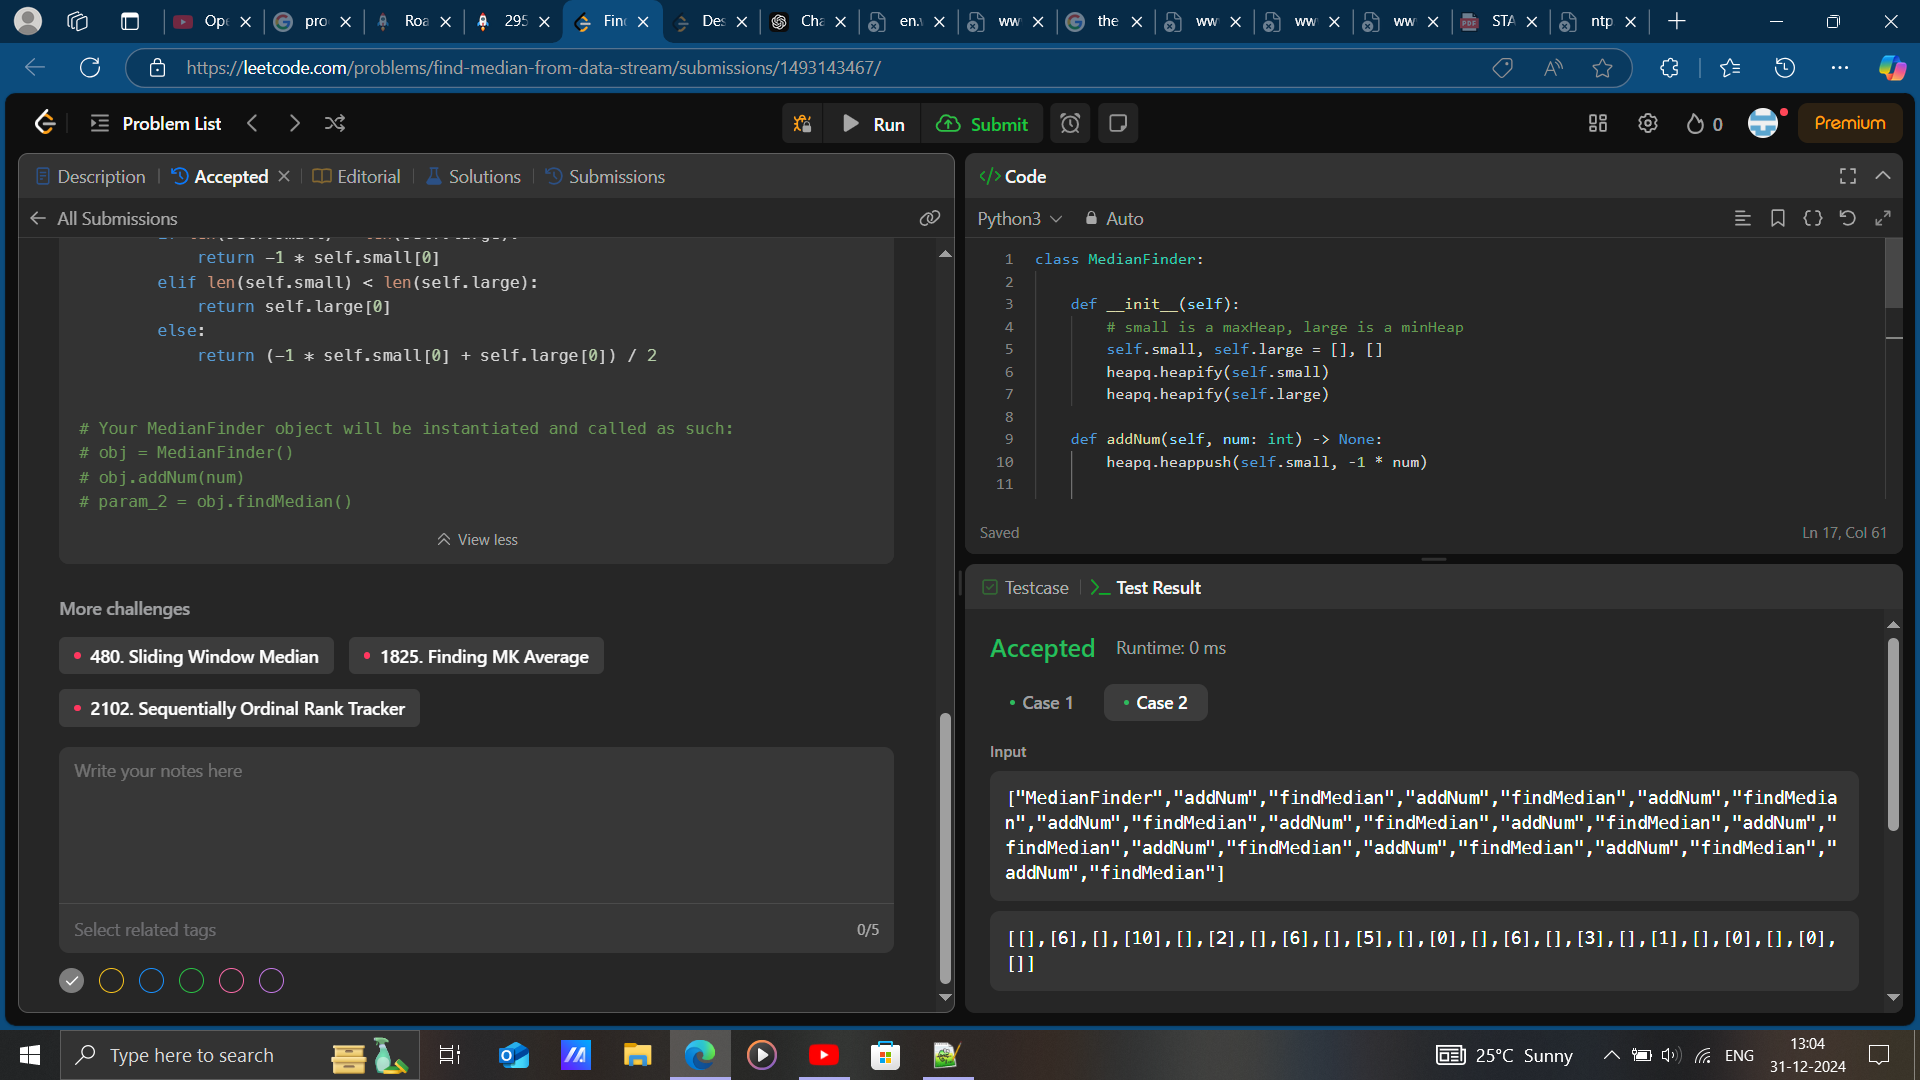 Ope
pro
Roa
295
Find
Des
Cha
en.v
ww
the
ww
ww
ww
STA
ntp
https://leetcode.com/problems/find-median-from-data-stream/submissions/1493143467/
Problem List
Run
Submit
0
Premium
Description
Accepted
Editorial
Solutions
Submissions
All Submissions
return -1 * self.small[0]
elif len(self.small) < len(self.large):
return self.large[0]
else:
return (-1 * self.small[0] + self.large[0]) / 2
# Your MedianFinder object will be instantiated and called as such:
# obj = MedianFinder()
# obj.addNum(num)
# param_2 = obj.findMedian()
View less
More challenges
480. Sliding Window Median
1825. Finding MK Average
2102. Sequentially Ordinal Rank Tracker
Write your notes here
Select related tags
0/5
</> Code
Python3
Auto
1 class MedianFinder:
2
3 def __init__(self):
4 # small is a maxHeap, large is a minHeap
5 self.small, self.large = [], []
6 heapq.heapify(self.small)
7 heapq.heapify(self.large)
8
9 def addNum(self, num: int) -> None:
10 heapq.heappush(self.small, -1 * num)
11
Saved
Ln 17, Col 61
Testcase
Test Result
Accepted
Runtime: 0 ms
Case 1
Case 2
Input
["MedianFinder","addNum","findMedian","addNum","findMedian","addNum","findMedia
n","addNum","findMedian","addNum","findMedian","addNum","findMedian","addNum","
findMedian","addNum","findMedian","addNum","findMedian","addNum","findMedian","
addNum","findMedian"]
[[],[6],[],[10],[],[2],[],[6],[],[5],[],[0],[],[6],[],[3],[],[1],[],[0],[],[0],
[]]
Type here to search
25°C Sunny
ENG
13:04
31-12-2024